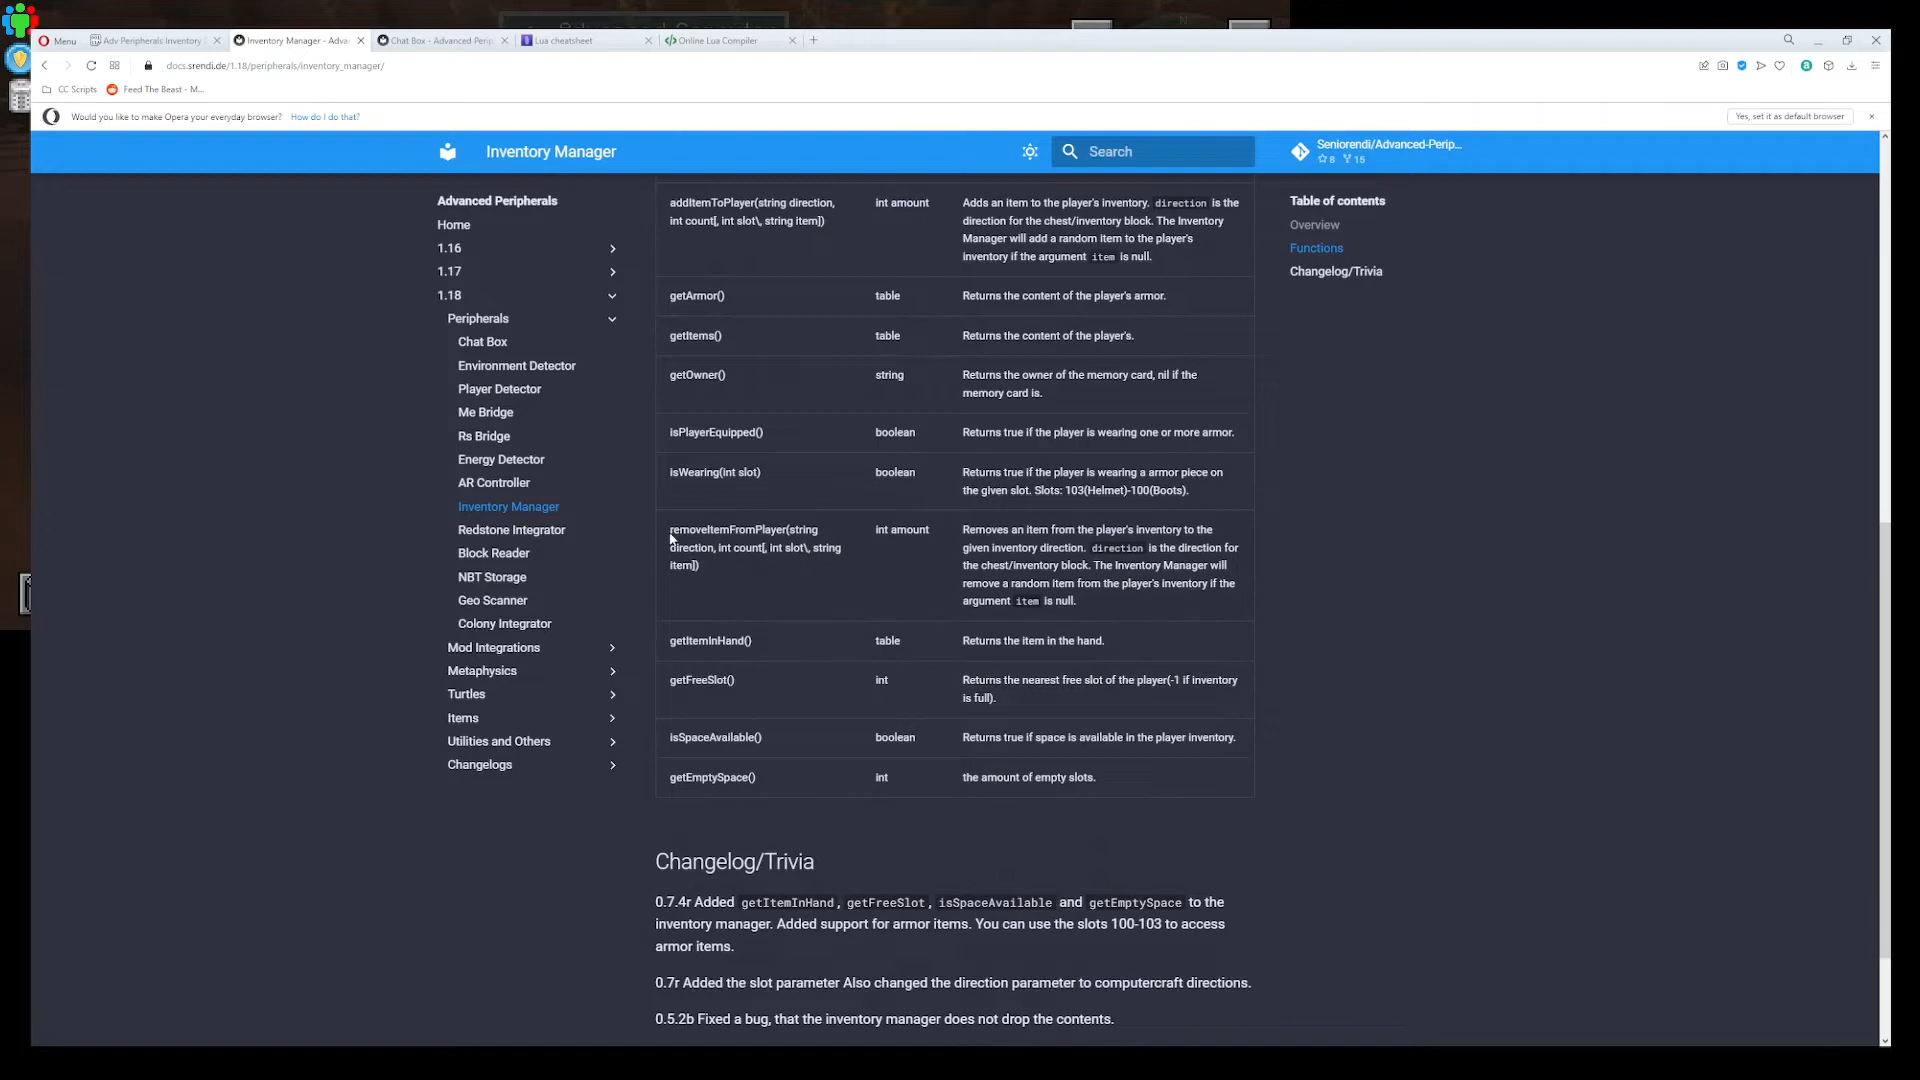 Menu
Adv Peripherals Inventory
Inventory Manager - Adva
Chat Box - Advanced Perip
Lua cheatsheet
Online Lua Compiler
docs.srendi.de/1.18/peripherals/inventory_manager/
CC Scripts
Feed The Beast - M...
Would you like to make Opera your everyday browser? How do I do that?
Yes, set it as default browser
Inventory Manager
Search
Seniorendi/Advanced-Perip...
8 15
Advanced Peripherals
Home
1.16
1.17
1.18
Peripherals
Chat Box
Environment Detector
Player Detector
Me Bridge
Rs Bridge
Energy Detector
AR Controller
Inventory Manager
Redstone Integrator
Block Reader
NBT Storage
Geo Scanner
Colony Integrator
Mod Integrations
Metaphysics
Turtles
Items
Utilities and Others
Changelogs
addItemToPlayer(string direction,
int count[, int slot\, string item])
int amount
Adds an item to the player's inventory. direction is the
direction for the chest/inventory block. The Inventory
Manager will add a random item to the player's
inventory if the argument item is null.
getArmor()
table
Returns the content of the player's armor.
getItems()
table
Returns the content of the player's.
getOwner()
string
Returns the owner of the memory card, nil if the
memory card is.
isPlayerEquipped()
boolean
Returns true if the player is wearing one or more armor.
isWearing(int slot)
boolean
Returns true if the player is wearing a armor piece on
the given slot. Slots: 103(Helmet)-100(Boots).
removeItemFromPlayer(string
direction, int count[, int slot\, string
item])
int amount
Removes an item from the player's inventory to the
given inventory direction. direction is the direction for
the chest/inventory block. The Inventory Manager will
remove a random item from the player's inventory if the
argument item is null.
getItemInHand()
table
Returns the item in the hand.
getFreeSlot()
int
Returns the nearest free slot of the player(-1 if inventory
is full).
isSpaceAvailable()
boolean
Returns true if space is available in the player inventory.
getEmptySpace()
int
the amount of empty slots.
Changelog/Trivia
0.7.4r Added getItemInHand, getFreeSlot, isSpaceAvailable and getEmptySpace to the
inventory manager. Added support for armor items. You can use the slots 100-103 to access
armor items.
0.7r Added the slot parameter Also changed the direction parameter to computercraft directions.
0.5.2b Fixed a bug, that the inventory manager does not drop the contents.
Table of contents
Overview
Functions
Changelog/Trivia